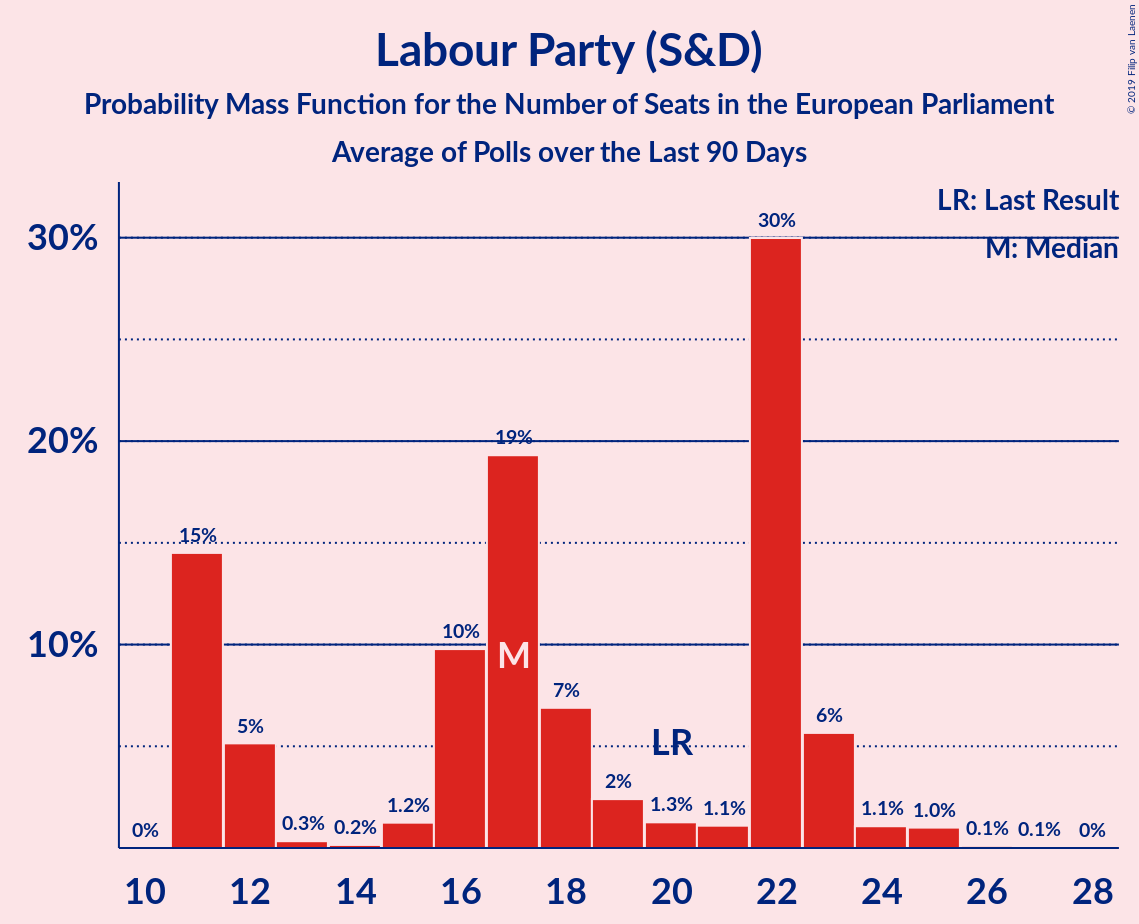 Labour Party (S&D)
Probability Mass Function for the Number of Seats in the European Parliament
Average of Polls over the Last 90 Days
© 2019 Filip van Laenen
LR: Last Result
M: Median
30%
20%
10%
0%
15%
5%
0.3%
0.2%
1.2%
10%
19%
7%
2%
1.3%
1.1%
30%
6%
1.1%
1.0%
0.1%
0.1%
0%
M
LR
10 12 14 16 18 20 22 24 26 28